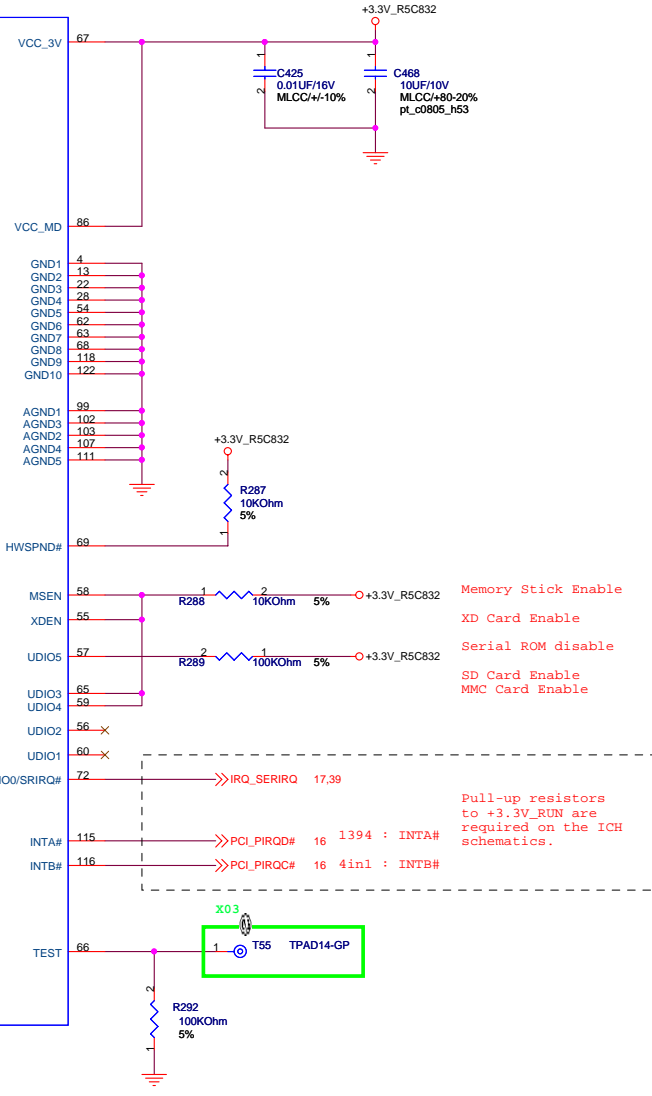 +3.3V_R5C832
VCC_3V 67
1 1
C425 C468
0.01UF/16V 10UF/10V
2 MLCC/+/-10% 2 MLCC/+80-20%
pt_c0805_h53
VCC_MD 86
GND1 4
GND2 13
GND3 22
GND4 28
GND5 54
GND6 62
GND7 63
GND8 68
GND9 118
GND10 122
AGND1 99
AGND3 102
AGND2 103
AGND4 107
AGND5 111
+3.3V_R5C832
2
R287
10KOhm
5%
1
HWSPND# 69
MSEN 58 R288 1 2 10KOhm 5% +3.3V_R5C832 Memory Stick Enable
XDEN 55 XD Card Enable
UDIO5 57 R289 2 1 100KOhm 5% +3.3V_R5C832 Serial ROM disable
UDIO3 65 SD Card Enable
UDIO4 59 MMC Card Enable
UDIO2 56
UDIO1 60
IO0/SRIRQ# 72 IRQ_SERIRQ 17,39
Pull-up resistors
to +3.3V_RUN are
required on the ICH
schematics.
INTA# 115 PCI_PIRQD# 16 1394 : INTA#
INTB# 116 PCI_PIRQC# 16 4in1 : INTB#
X03
TEST 66 1 T55 TPAD14-GP
2
R292
100KOhm
5%
1